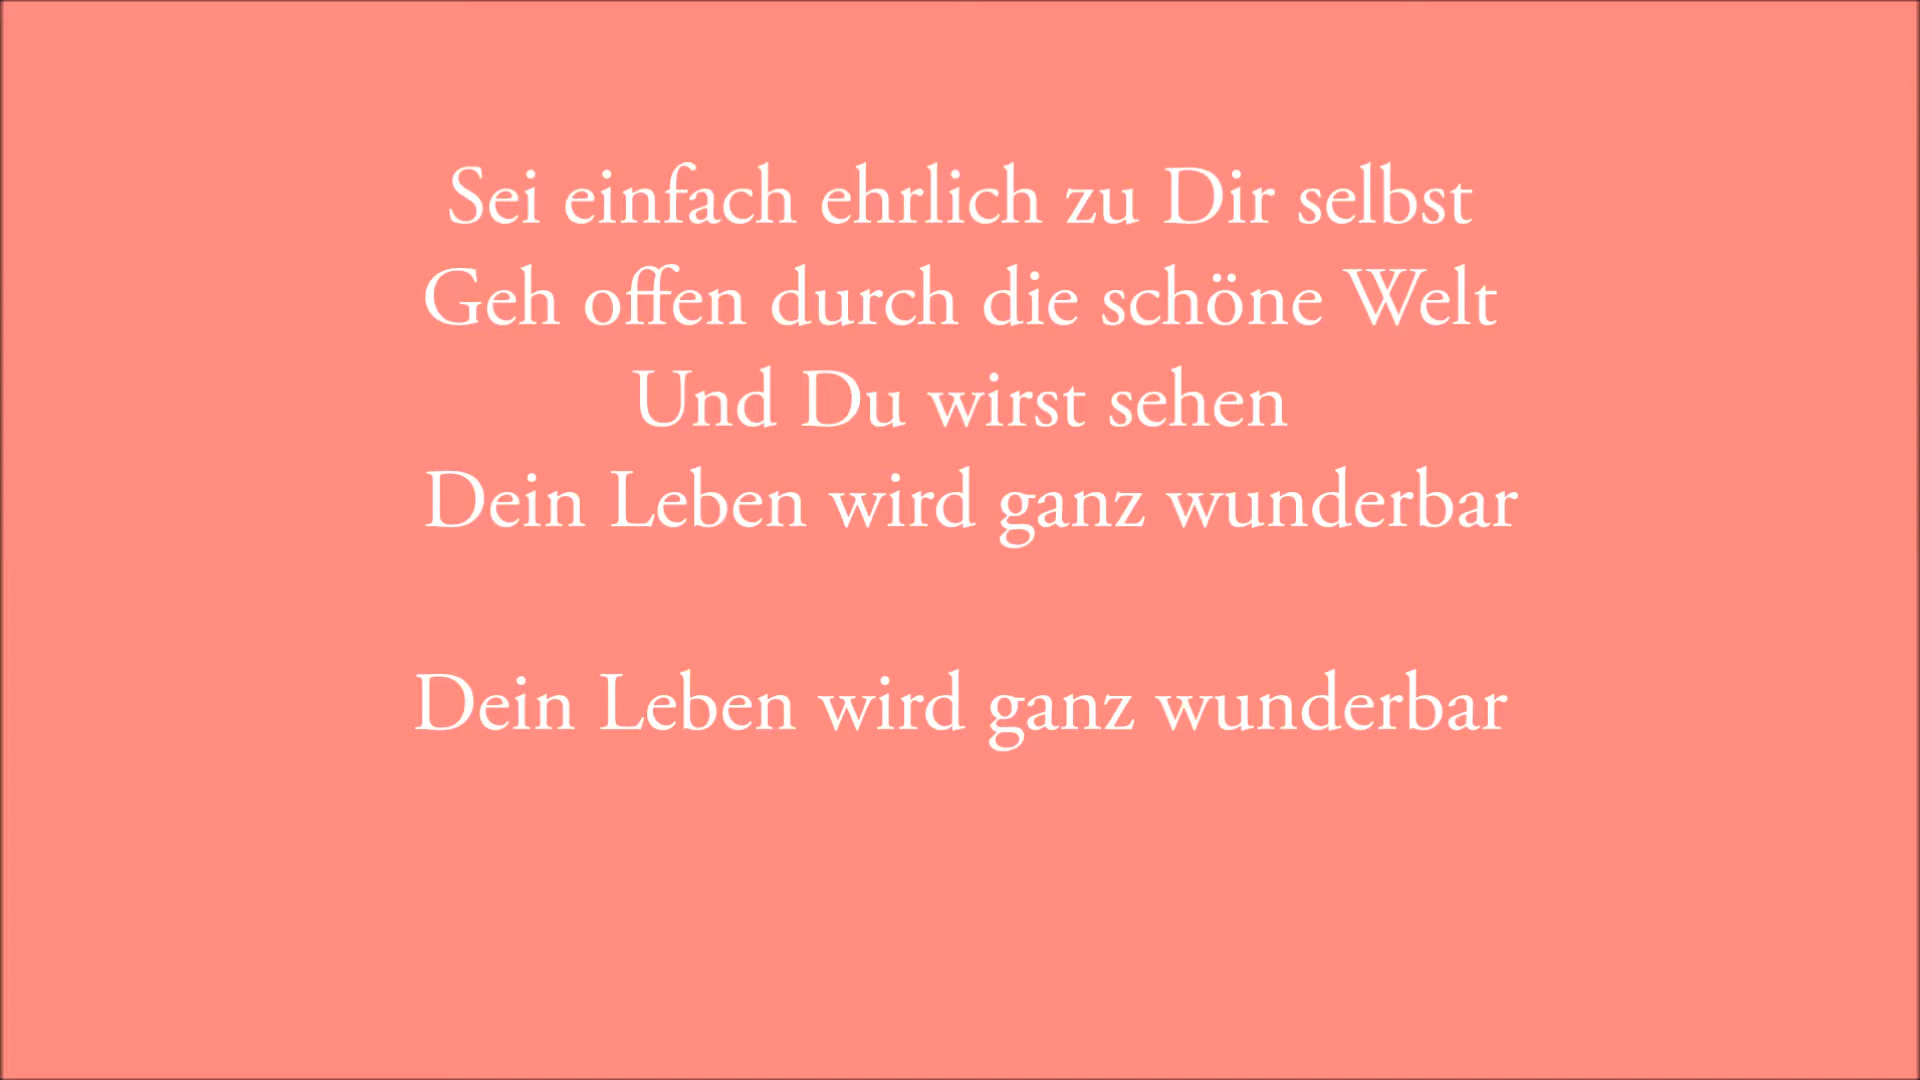 Sei einfach ehrlich zu Dir selbst
Geh offen durch die schöne Welt
Und Du wirst sehen
Dein Leben wird ganz wunderbar
Dein Leben wird ganz wunderbar